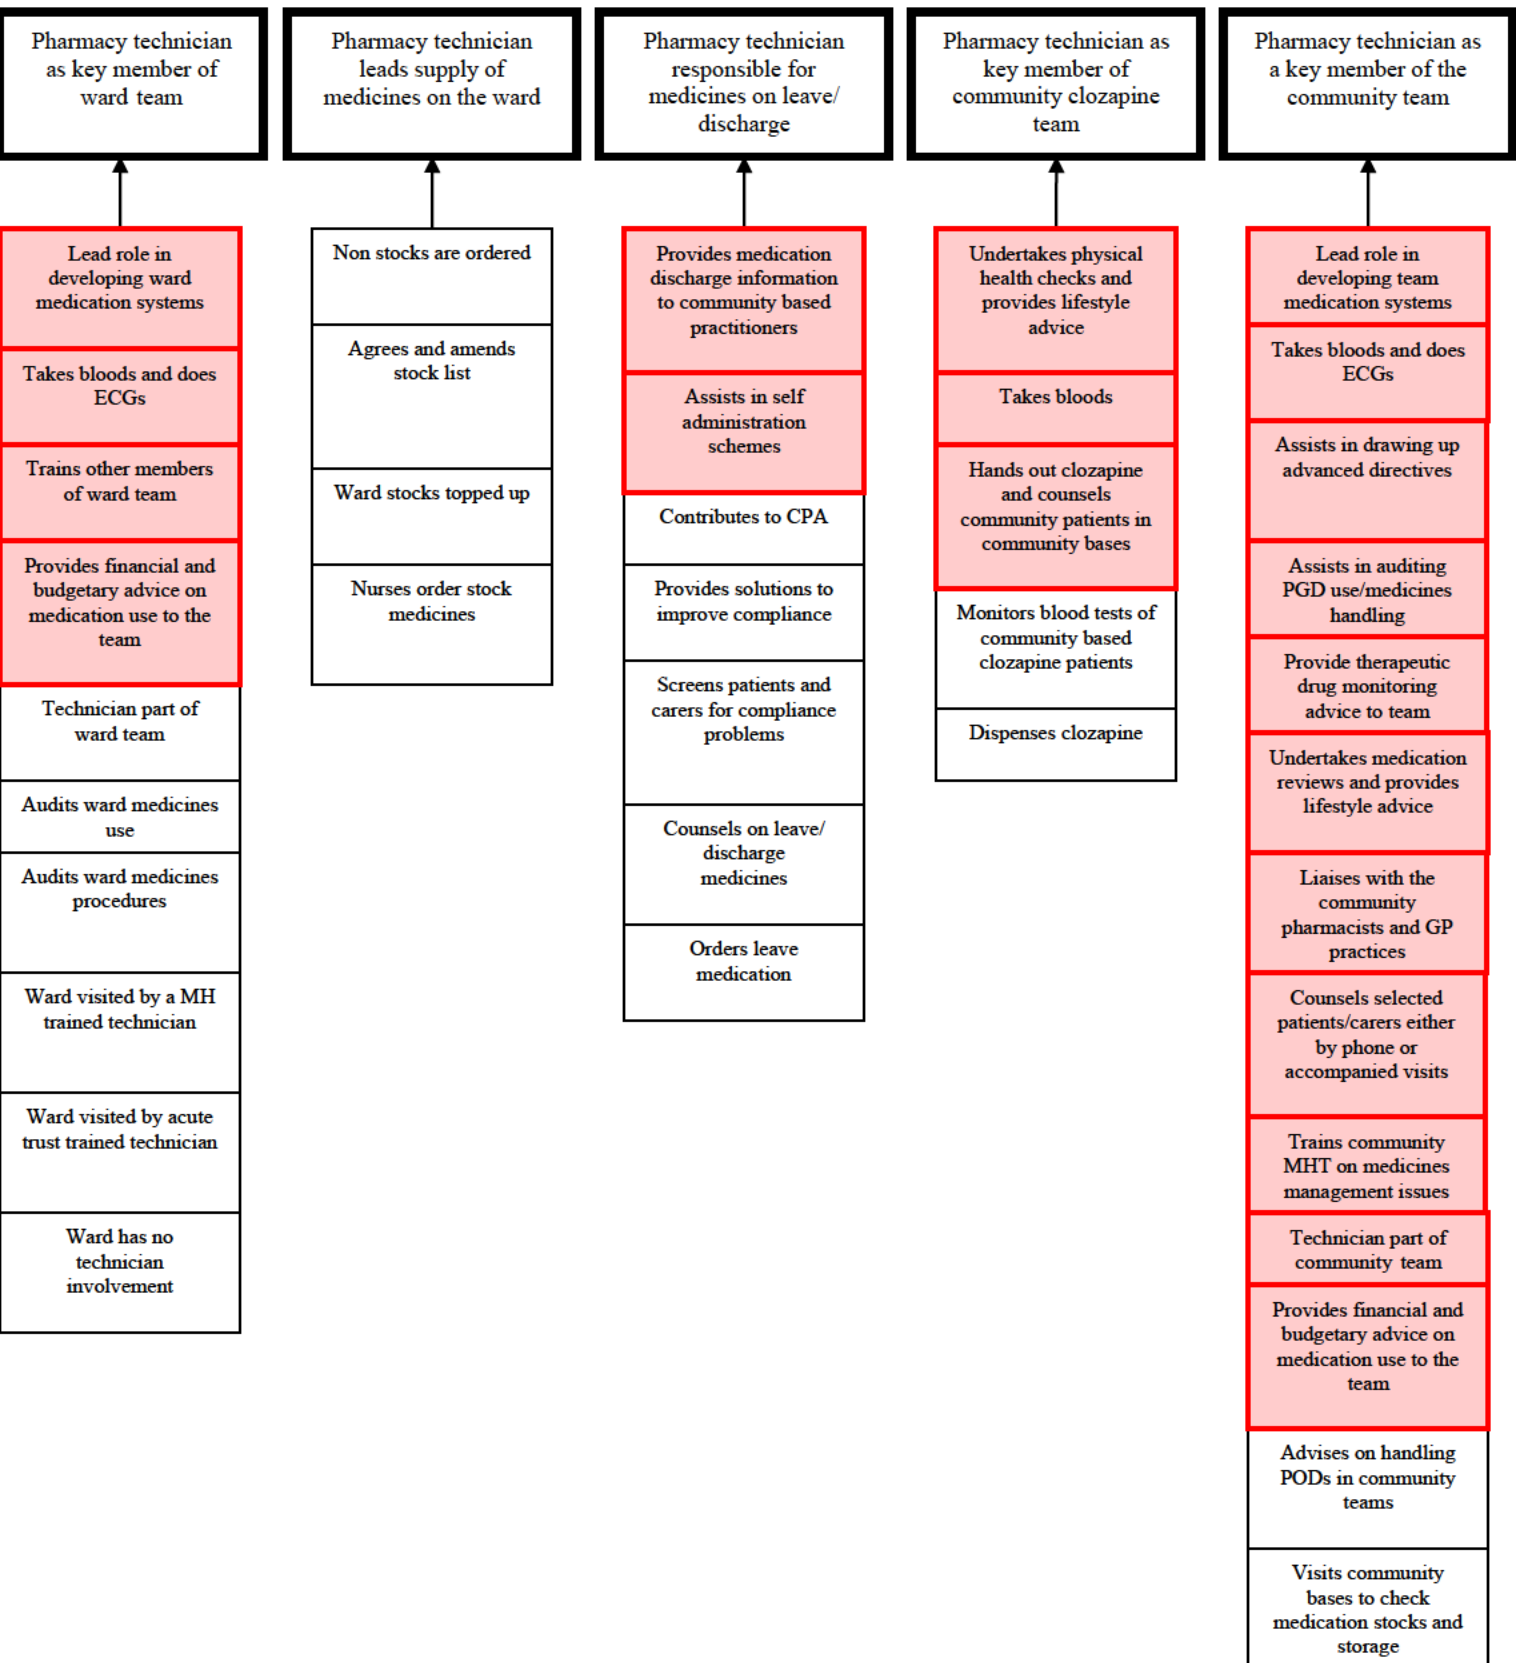 Pharmacy technician
as key member of
ward team
Pharmacy technician
leads supply of
medicines on the ward
Pharmacy technician
responsible for
medicines on leave/
discharge
Pharmacy technician as
key member of
community clozapine
team
Pharmacy technician as
a key member of the
community team
Lead role in
developing ward
medication systems
Takes bloods and does
ECGs
Trains other members
of ward team
Provides financial and
budgetary advice on
medication use to the
team
Technician part of
ward team
Audits ward medicines
use
Audits ward medicines
procedures
Ward visited by a MH
trained technician
Ward visited by acute
trust trained technician
Ward has no
technician
involvement
Non stocks are ordered
Agrees and amends
stock list
Ward stocks topped up
Nurses order stock
medicines
Provides medication
discharge information
to community based
practitioners
Assists in self
administration
schemes
Contributes to CPA
Provides solutions to
improve compliance
Screens patients and
carers for compliance
problems
Counsels on leave/
discharge
medicines
Orders leave
medication
Undertakes physical
health checks and
provides lifestyle
advice
Takes bloods
Hands out clozapine
and counsels
community patients in
community bases
Monitors blood tests of
community based
clozapine patients
Dispenses clozapine
Lead role in
developing team
medication systems
Takes bloods and does
ECGs
Assists in drawing up
advanced directives
Assists in auditing
PGD use/medicines
handling
Provide therapeutic
drug monitoring
advice to team
Undertakes medication
reviews and provides
lifestyle advice
Liaises with the
community
pharmacists and GP
practices
Counsels selected
patients/carers either
by phone or
accompanied visits
Trains community
MHT on medicines
management issues
Technician part of
community team
Provides financial and
budgetary advice on
medication use to the
team
Advises on handling
PODs in community
teams
Visits community
bases to check
medication stocks and
storage